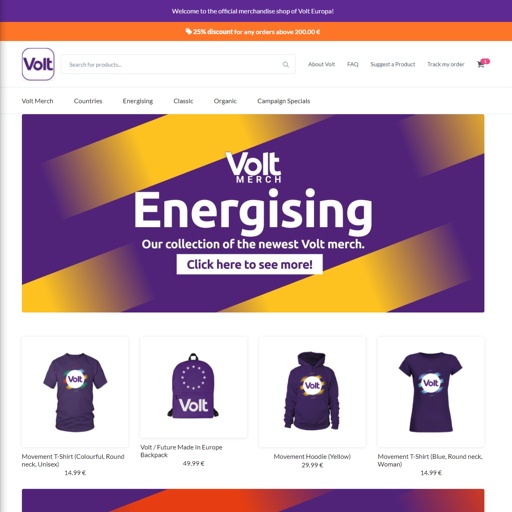 Welcome to the official merchandise shop of Volt Europa!
25% discount for any orders above 200.00 €
Volt
Search for products...
About Volt
FAQ
Suggest a Product
Track my order
Volt Merch
Countries
Energising
Classic
Organic
Campaign Specials
Volt
MERCH
Energising
Our collection of the newest Volt merch.
Click here to see more!
Volt
Volt
Volt
Volt
Movement T-Shirt (Colourful, Round
neck, Unisex)
14.99 €
Volt / Future Made In Europe
Backpack
49.99 €
Movement Hoodie (Yellow)
29.99 €
Movement T-Shirt (Blue, Round neck,
Woman)
14.99 €